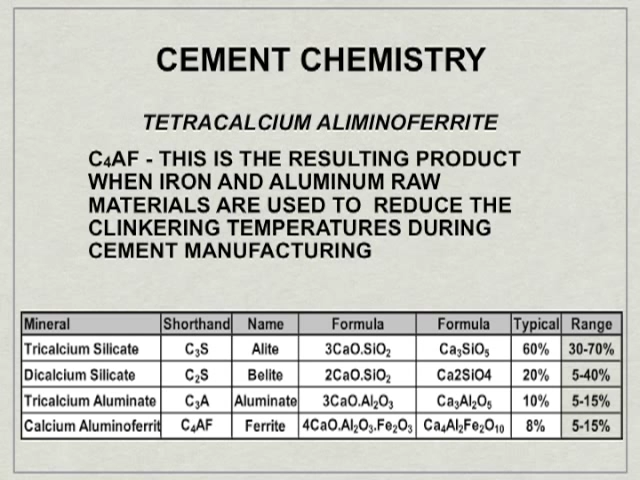 CEMENT CHEMISTRY
TETRACALCIUM ALIMINOFERRITE
C₄AF - THIS IS THE RESULTING PRODUCT
WHEN IRON AND ALUMINUM RAW
MATERIALS ARE USED TO REDUCE THE
CLINKERING TEMPERATURES DURING
CEMENT MANUFACTURING
Mineral Shorthand Name Formula Formula Typical Range
Tricalcium Silicate C₃S Alite 3CaO.SiO₂ Ca₃SiO₅ 60% 30-70%
Dicalcium Silicate C₂S Belite 2CaO.SiO₂ Ca2SiO4 20% 5-40%
Tricalcium Aluminate C₃A Aluminate 3CaO.Al₂O₃ Ca₃Al₂O₅ 10% 5-15%
Calcium Aluminoferrit C₄AF Ferrite 4CaO.Al₂O₃.Fe₂O₃ Ca₄Al₂Fe₂O₁₀ 8% 5-15%